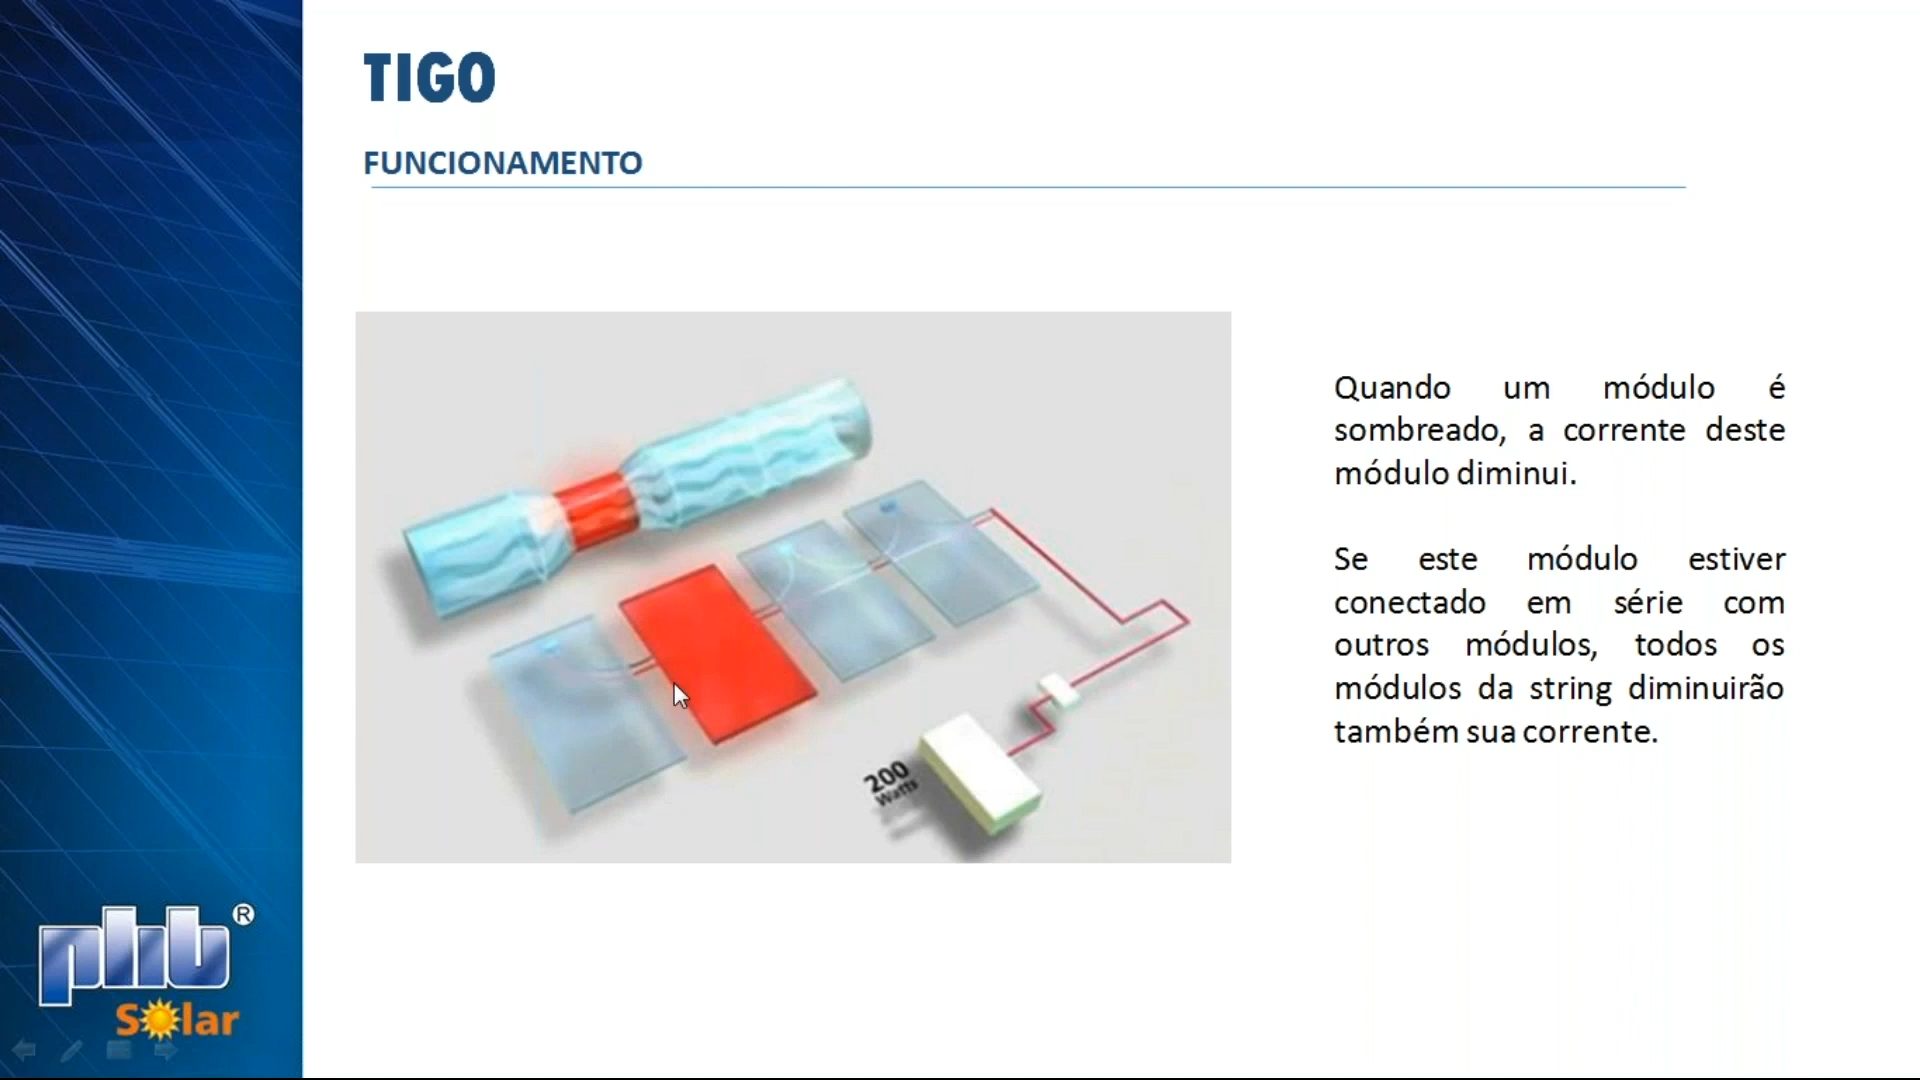 TIGO
FUNCIONAMENTO
Quando um módulo é
sombreado, a corrente deste
módulo diminui.
Se este módulo estiver
conectado em série com
outros módulos, todos os
módulos da string diminuirão
também sua corrente.
200
Watts
phb®
Solar